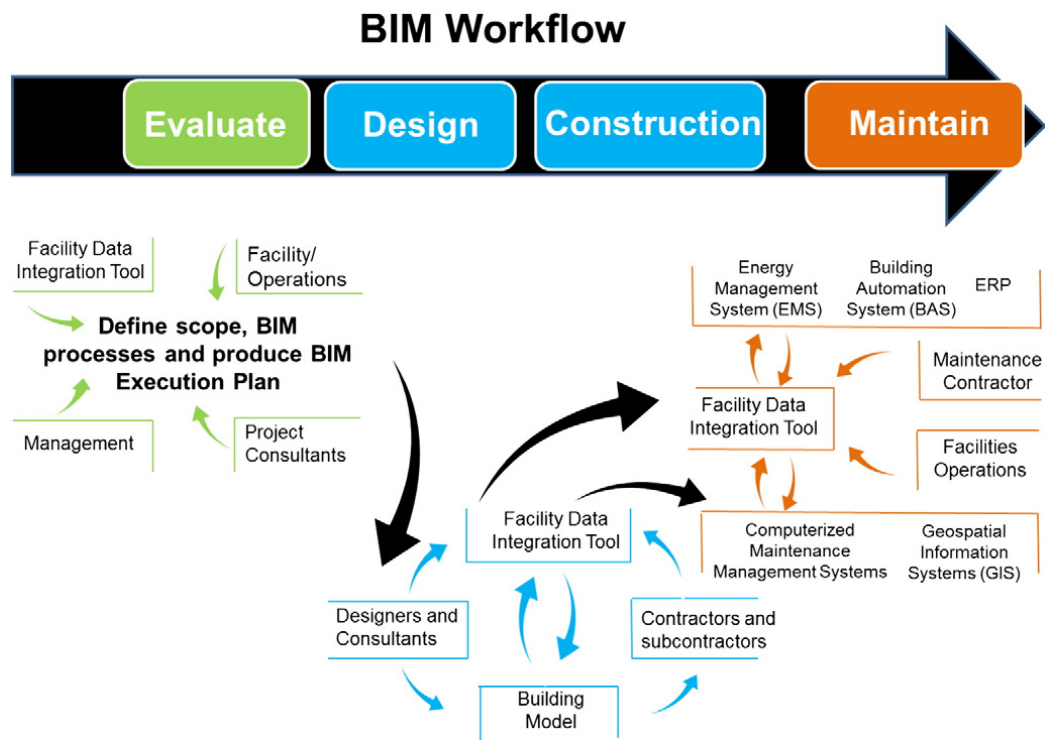 BIM Workflow
Evaluate
Design
Construction
Maintain
Facility Data
Integration Tool
Facility/
Operations
Define scope, BIM
processes and produce BIM
Execution Plan
Management
Project
Consultants
Facility Data
Integration Tool
Designers and
Consultants
Contractors and
subcontractors
Building
Model
Energy
Management
System (EMS)
Building
Automation
System (BAS)
ERP
Maintenance
Contractor
Facility Data
Integration Tool
Facilities
Operations
Computerized
Maintenance
Management Systems
Geospatial
Information
Systems (GIS)